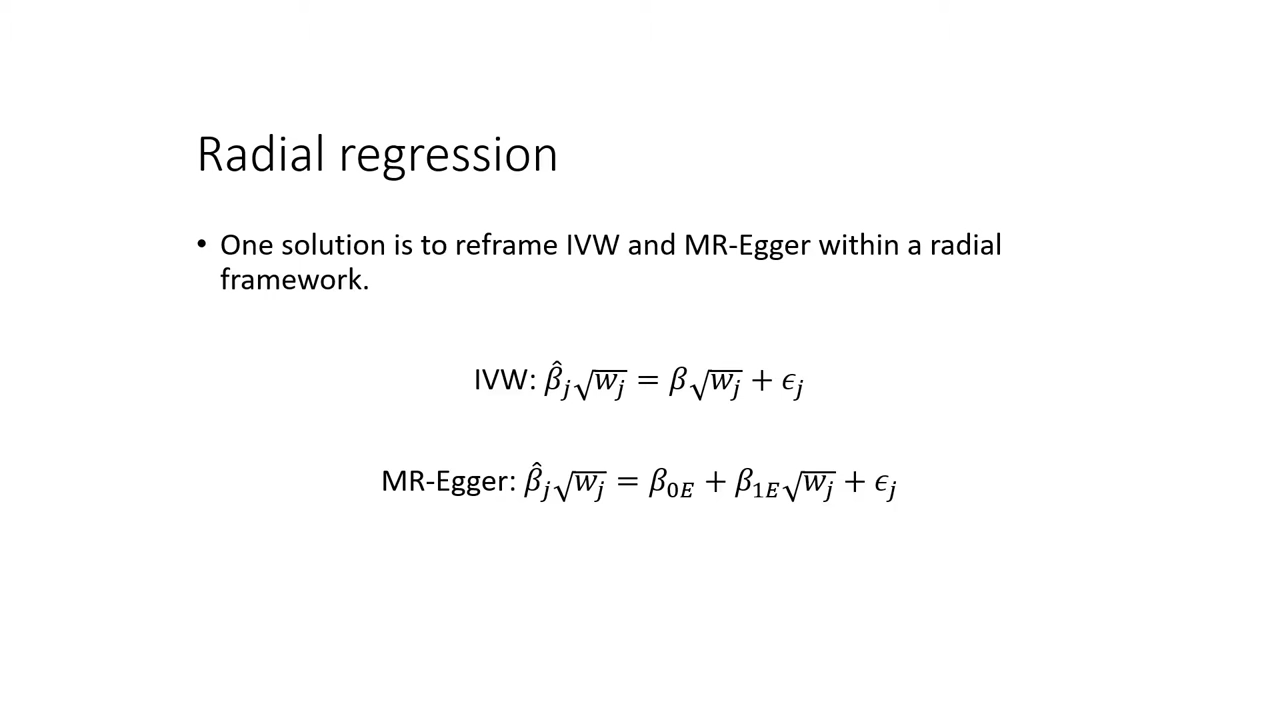 Radial regression
• One solution is to reframe IVW and MR-Egger within a radial
framework.
IVW: β̂ⱼ√wⱼ = β√wⱼ + ϵⱼ
MR-Egger: β̂ⱼ√wⱼ = β₀E + β₁E√wⱼ + ϵⱼ